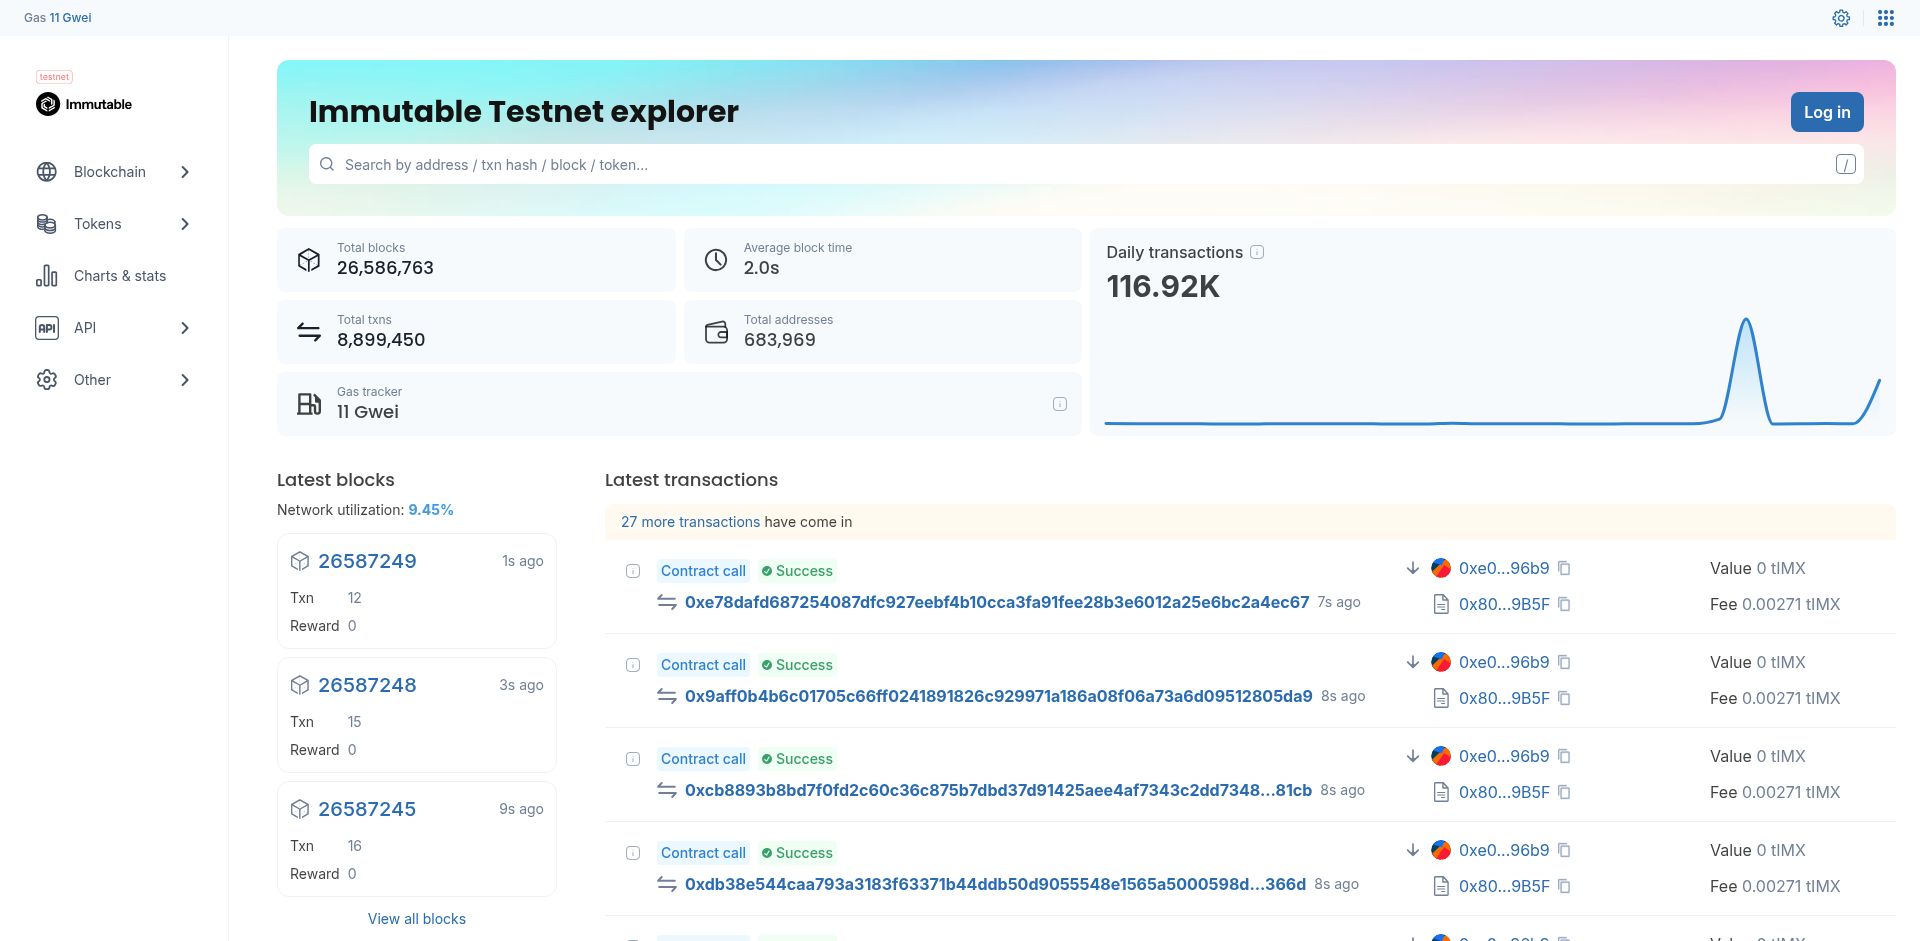 Gas 11 Gwei
testnet
Immutable
Blockchain
Tokens
Charts & stats
API
API
Other
Immutable Testnet explorer
Log in
Search by address / txn hash / block / token...
/
Total blocks
26,586,763
Average block time
2.0s
Total txns
8,899,450
Total addresses
683,969
Gas tracker
11 Gwei
Daily transactions
116.92K
Latest blocks
Network utilization: 9.45%
26587249 1s ago
Txn 12
Reward 0
26587248 3s ago
Txn 15
Reward 0
26587245 9s ago
Txn 16
Reward 0
View all blocks
Latest transactions
27 more transactions have come in
Contract call Success
0xe78dafd687254087dfc927eebf4b10cca3fa91fee28b3e6012a25e6bc2a4ec67 7s ago
0xe0...96b9
0x80...9B5F
Value 0 tIMX
Fee 0.00271 tIMX
Contract call Success
0x9aff0b4b6c01705c66ff0241891826c929971a186a08f06a73a6d09512805da9 8s ago
0xe0...96b9
0x80...9B5F
Value 0 tIMX
Fee 0.00271 tIMX
Contract call Success
0xcb8893b8bd7f0fd2c60c36c875b7dbd37d91425aee4af7343c2dd7348...81cb 8s ago
0xe0...96b9
0x80...9B5F
Value 0 tIMX
Fee 0.00271 tIMX
Contract call Success
0xdb38e544caa793a3183f63371b44ddb50d9055548e1565a5000598d...366d 8s ago
0xe0...96b9
0x80...9B5F
Value 0 tIMX
Fee 0.00271 tIMX